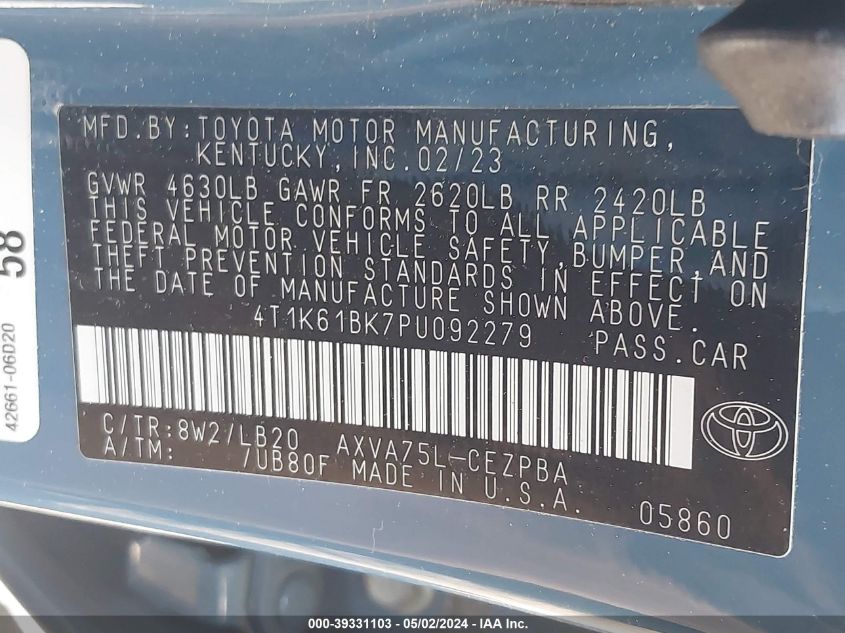 MFD. BY: TOYOTA MOTOR MANUFACTURING,
KENTUCKY, INC. 02/23
GVWR 4630LB GAWR FR 2620LB RR 2420LB
THIS VEHICLE CONFORMS TO ALL APPLICABLE
FEDERAL MOTOR VEHICLE SAFETY, BUMPER, AND
THEFT PREVENTION STANDARDS IN EFFECT ON
THE DATE OF MANUFACTURE SHOWN ABOVE.
4T1K61BK7PU092279 PASS. CAR
C/TR: 8W2/LB20 AXVA75L-CEZPBA
A/TM: /UB80F MADE IN U.S.A.
05860
58
42661-06D20
000-39331103 - 05/02/2024 - IAA Inc.